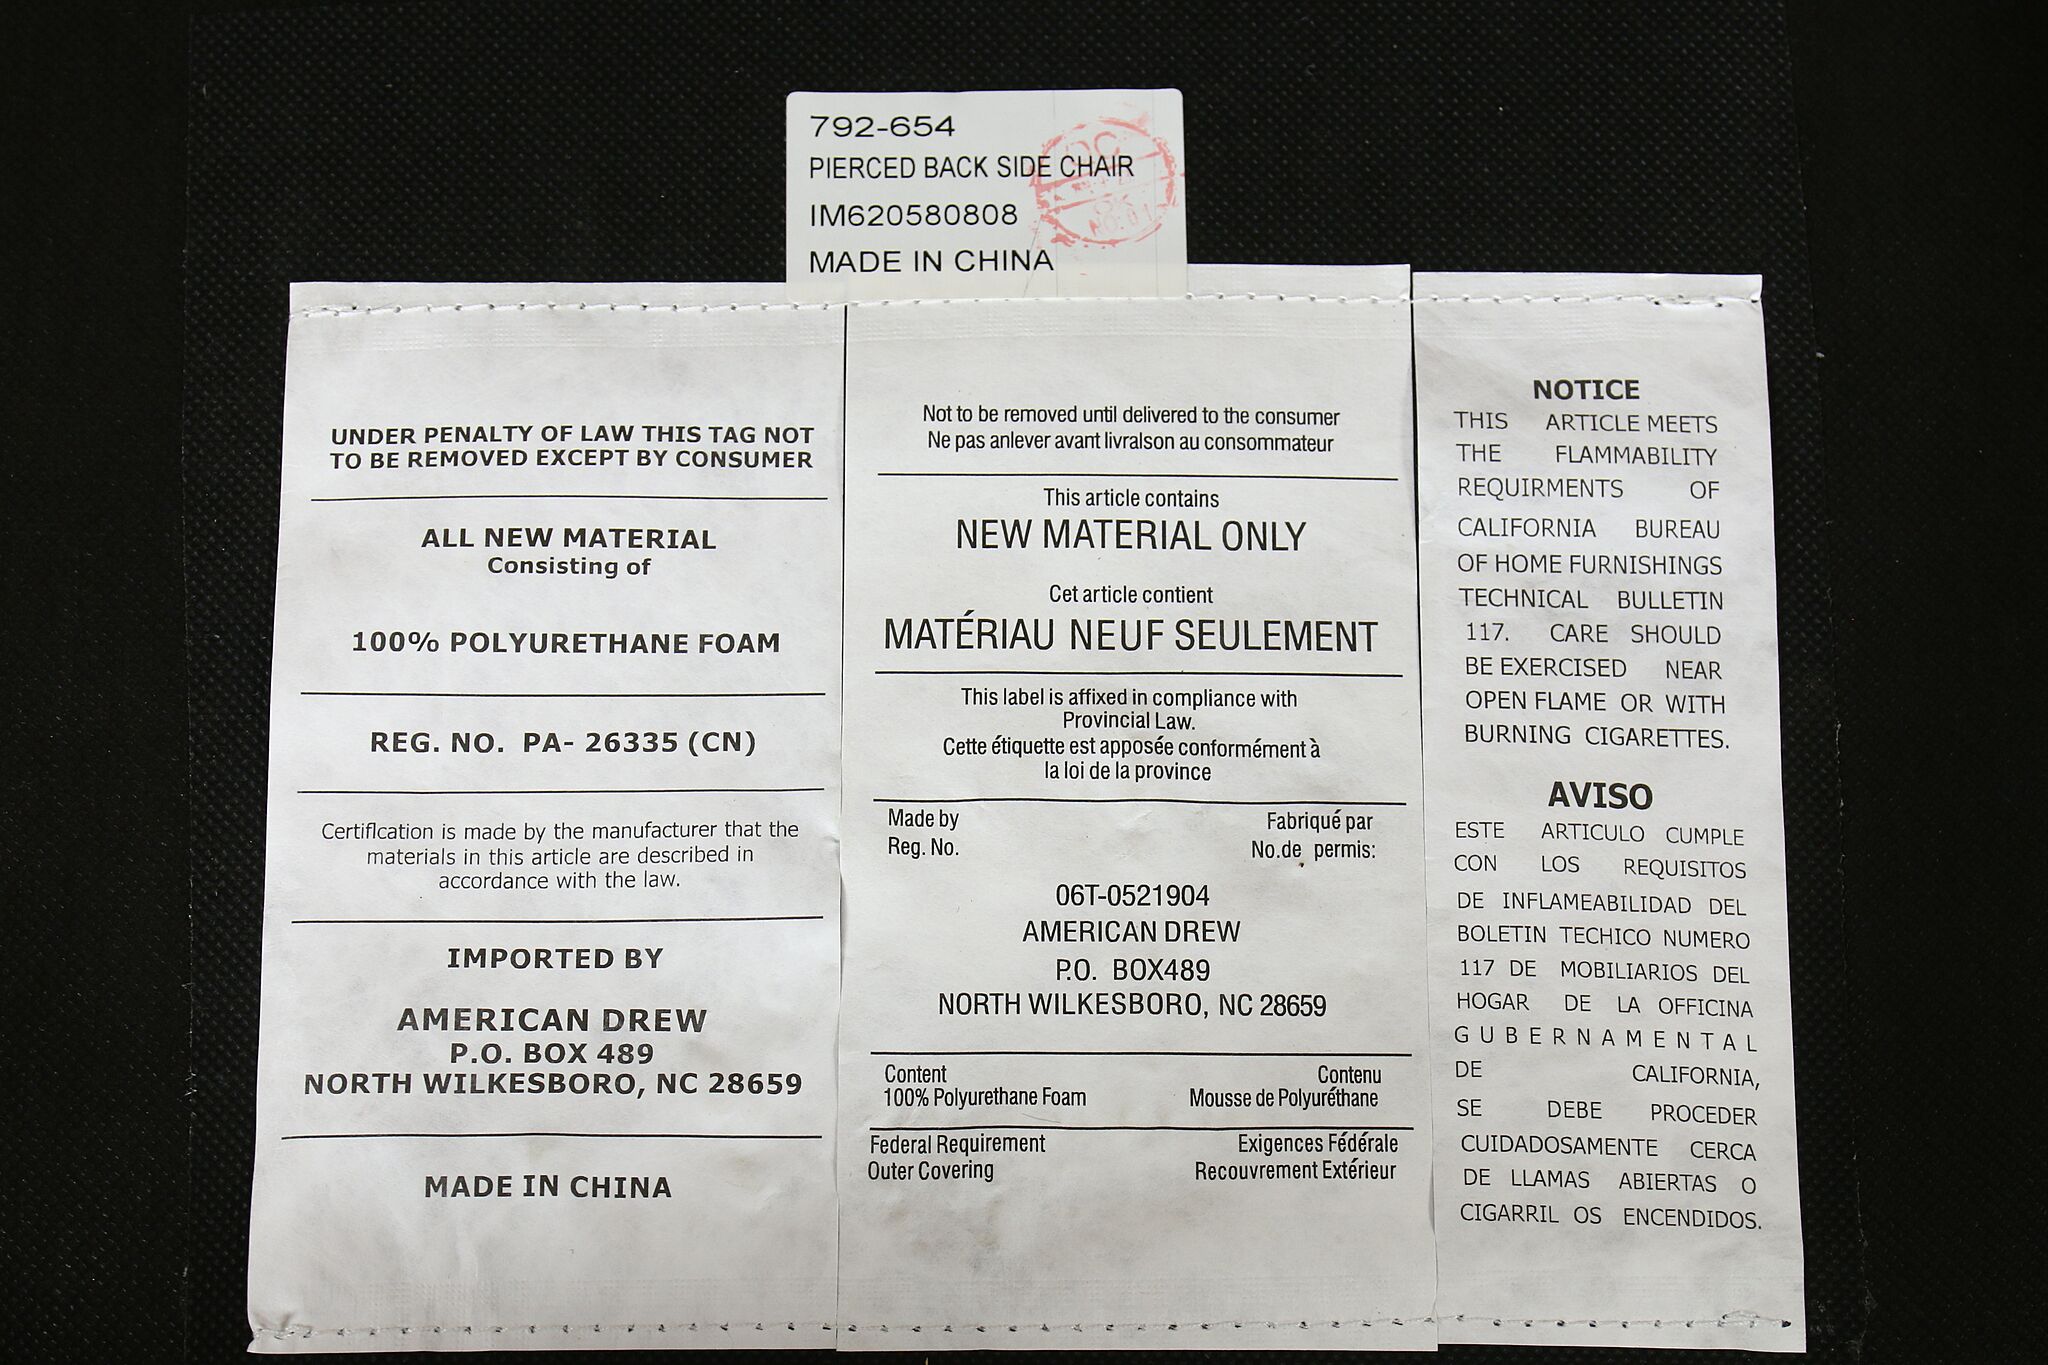 792-654
PIERCED BACK SIDE CHAIR
IM620580808
MADE IN CHINA
UNDER PENALTY OF LAW THIS TAG NOT
TO BE REMOVED EXCEPT BY CONSUMER
ALL NEW MATERIAL
Consisting of
100% POLYURETHANE FOAM
REG. NO. PA- 26335 (CN)
Certification is made by the manufacturer that the
materials in this article are described in
accordance with the law.
IMPORTED BY
AMERICAN DREW
P.O. BOX 489
NORTH WILKESBORO, NC 28659
MADE IN CHINA
Not to be removed until delivered to the consumer
Ne pas anlever avant livralson au consommateur
This article contains
NEW MATERIAL ONLY
Cet article contient
MATÉRIAU NEUF SEULEMENT
This label is affixed in compliance with
Provincial Law.
Cette étiquette est apposée conformément à
la loi de la province
Made by Fabriqué par
Reg. No. No.de permis:
06T-0521904
AMERICAN DREW
P.O. BOX489
NORTH WILKESBORO, NC 28659
Content Contenu
100% Polyurethane Foam Mousse de Polyuréthane
Federal Requirement Exigences Fédérale
Outer Covering Recouvrement Extérieur
NOTICE
THIS ARTICLE MEETS
THE FLAMMABILITY
REQUIRMENTS OF
CALIFORNIA BUREAU
OF HOME FURNISHINGS
TECHNICAL BULLETIN
117. CARE SHOULD
BE EXERCISED NEAR
OPEN FLAME OR WITH
BURNING CIGARETTES.
AVISO
ESTE ARTICULO CUMPLE
CON LOS REQUISITOS
DE INFLAMEABILIDAD DEL
BOLETIN TECHICO NUMERO
117 DE MOBILIARIOS DEL
HOGAR DE LA OFFICINA
GUBERNAMENTAL
DE CALIFORNIA,
SE DEBE PROCEDER
CUIDADOSAMENTE CERCA
DE LLAMAS ABIERTAS O
CIGARRIL OS ENCENDIDOS.